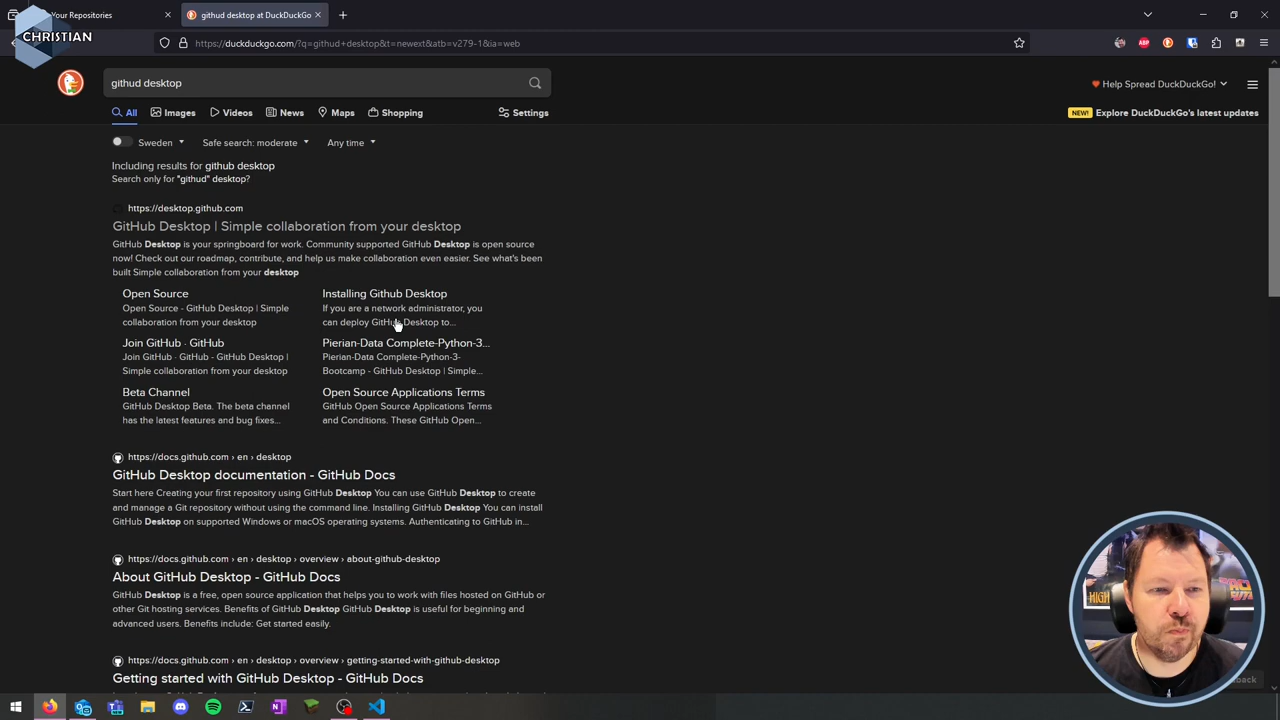 Your Repositories
githud desktop at DuckDuckGo
CHRISTIAN
https://duckduckgo.com/?q=githud+desktop&t=newext&atb=v279-1&ia=web
githud desktop
Help Spread DuckDuckGo!
All
Images
Videos
News
Maps
Shopping
Settings
NEW!
Explore DuckDuckGo's latest updates
Sweden
Safe search: moderate
Any time
Including results for github desktop
Search only for "githud" desktop?
https://desktop.github.com
GitHub Desktop | Simple collaboration from your desktop
GitHub Desktop is your springboard for work. Community supported GitHub Desktop is open source
now! Check out our roadmap, contribute, and help us make collaboration even easier. See what's been
built Simple collaboration from your desktop
Open Source
Open Source - GitHub Desktop | Simple
collaboration from your desktop
Installing Github Desktop
If you are a network administrator, you
can deploy GitHub Desktop to...
Join GitHub · GitHub
Join GitHub · GitHub - GitHub Desktop |
Simple collaboration from your desktop
Pierian-Data Complete-Python-3...
Pierian-Data Complete-Python-3-
Bootcamp - GitHub Desktop | Simple...
Beta Channel
GitHub Desktop Beta. The beta channel
has the latest features and bug fixes...
Open Source Applications Terms
GitHub Open Source Applications Terms
and Conditions. These GitHub Open...
https://docs.github.com › en › desktop
GitHub Desktop documentation - GitHub Docs
Start here Creating your first repository using GitHub Desktop You can use GitHub Desktop to create
and manage a Git repository without using the command line. Installing GitHub Desktop You can install
GitHub Desktop on supported Windows or macOS operating systems. Authenticating to GitHub in...
https://docs.github.com › en › desktop › overview › about-github-desktop
About GitHub Desktop - GitHub Docs
GitHub Desktop is a free, open source application that helps you to work with files hosted on GitHub or
other Git hosting services. Benefits of GitHub Desktop GitHub Desktop is useful for beginning and
advanced users. Benefits include: Get started easily.
https://docs.github.com › en › desktop › overview › getting-started-with-github-desktop
Getting started with GitHub Desktop - GitHub Docs